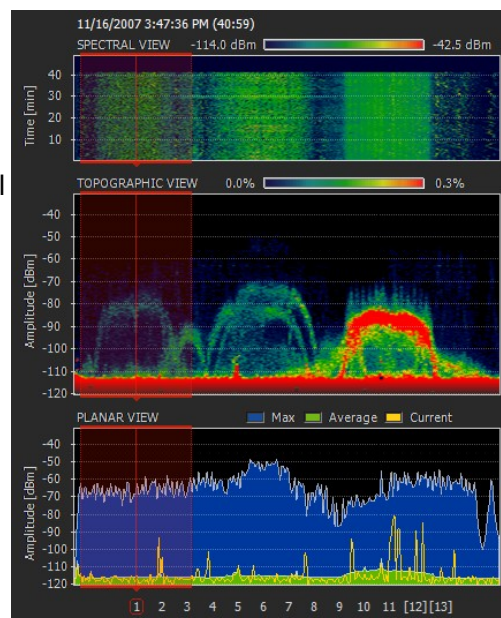 11/16/2007 3:47:36 PM (40:59)
SPECTRAL VIEW -114.0 dBm -42.5 dBm
Time [min]
40
30
20
10
TOPOGRAPHIC VIEW 0.0% 0.3%
Amplitude [dBm]
-40
-50
-60
-70
-80
-90
-100
-110
-120
PLANAR VIEW Max Average Current
Amplitude [dBm]
-40
-50
-60
-70
-80
-90
-100
-110
-120
1 2 3 4 5 6 7 8 9 10 11 [12][13]